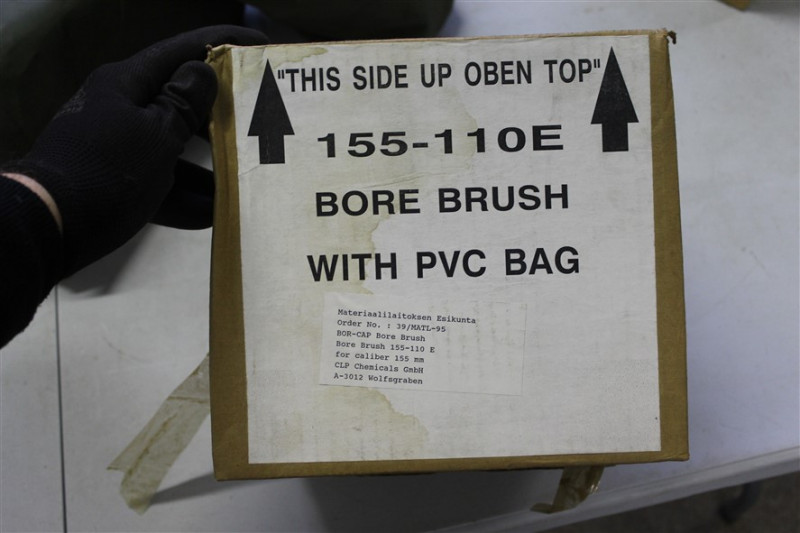 "THIS SIDE UP OBEN TOP"
155-110E
BORE BRUSH
WITH PVC BAG
Materiaalilaitoksen Esikunta
Order No. : 39/MATL-95
BOR-CAP Bore Brush
Bore Brush 155-110 E
for caliber 155 mm
CLP Chemicals GmbH
A-3012 Wolfsgraben